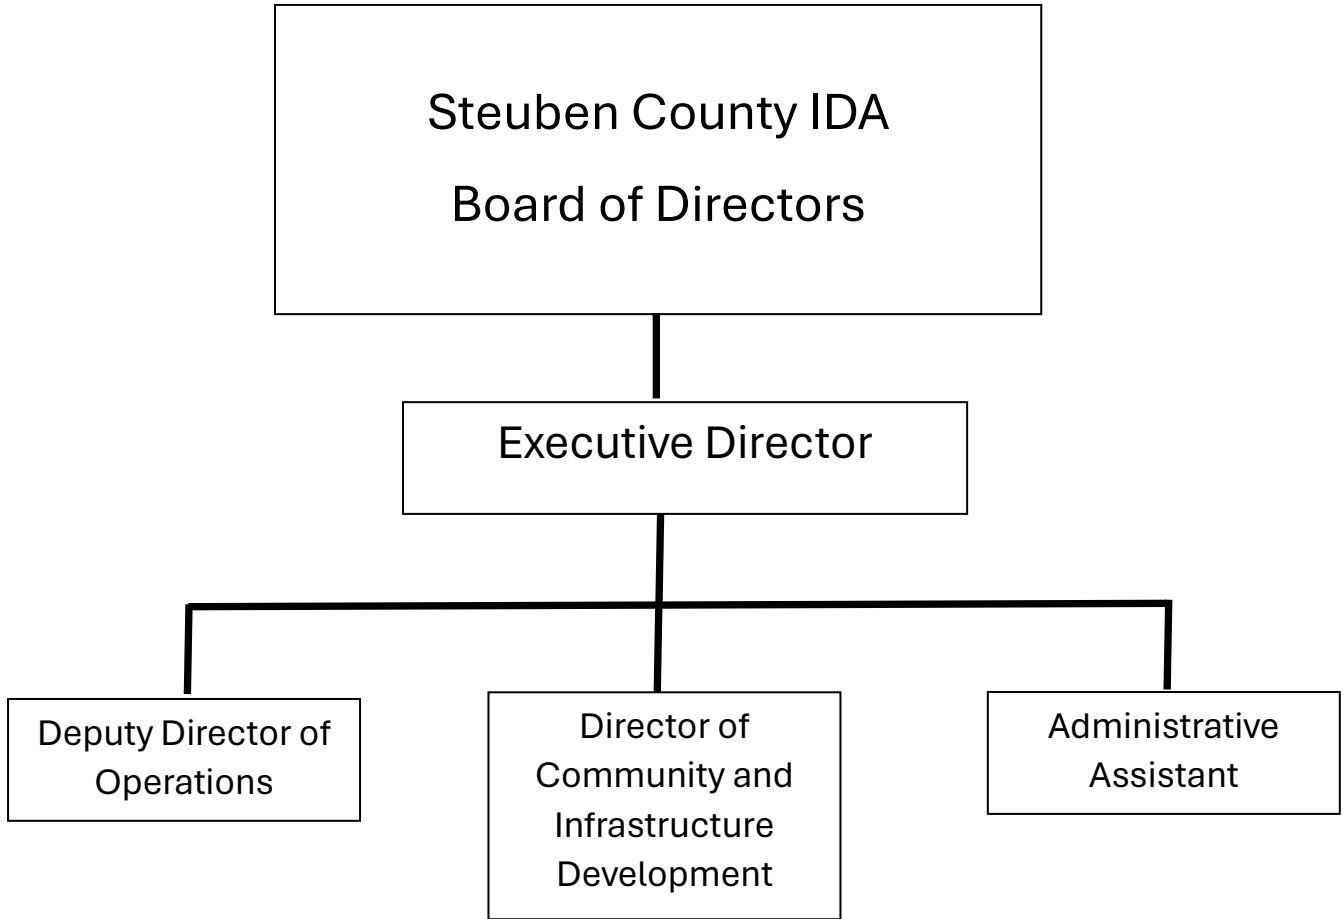 Steuben County IDA
Board of Directors
Executive Director
Deputy Director of
Operations
Director of
Community and
Infrastructure
Development
Administrative
Assistant